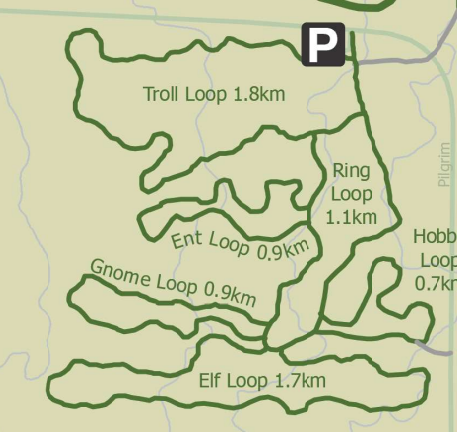 P
Troll Loop 1.8km
Ring
Loop
1.1km
Pilgrim
Ent Loop 0.9km
Hobb
Loop
0.7k
Gnome Loop 0.9km
Elf Loop 1.7km